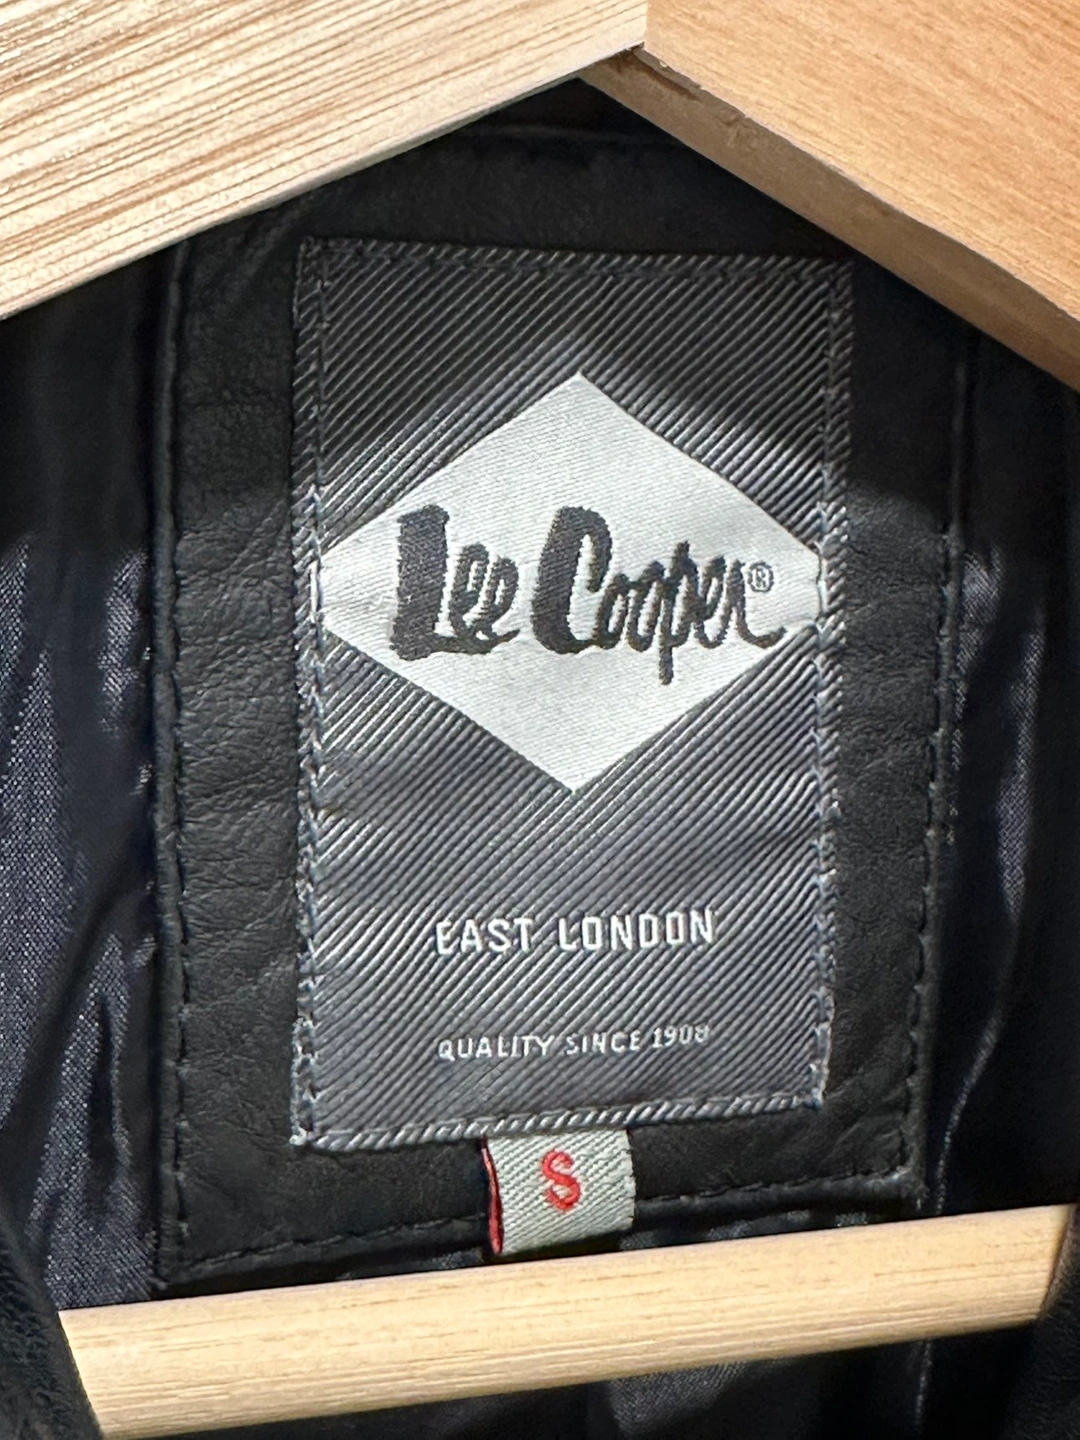 Lee Cooper®
EAST LONDON
QUALITY SINCE 1908
S